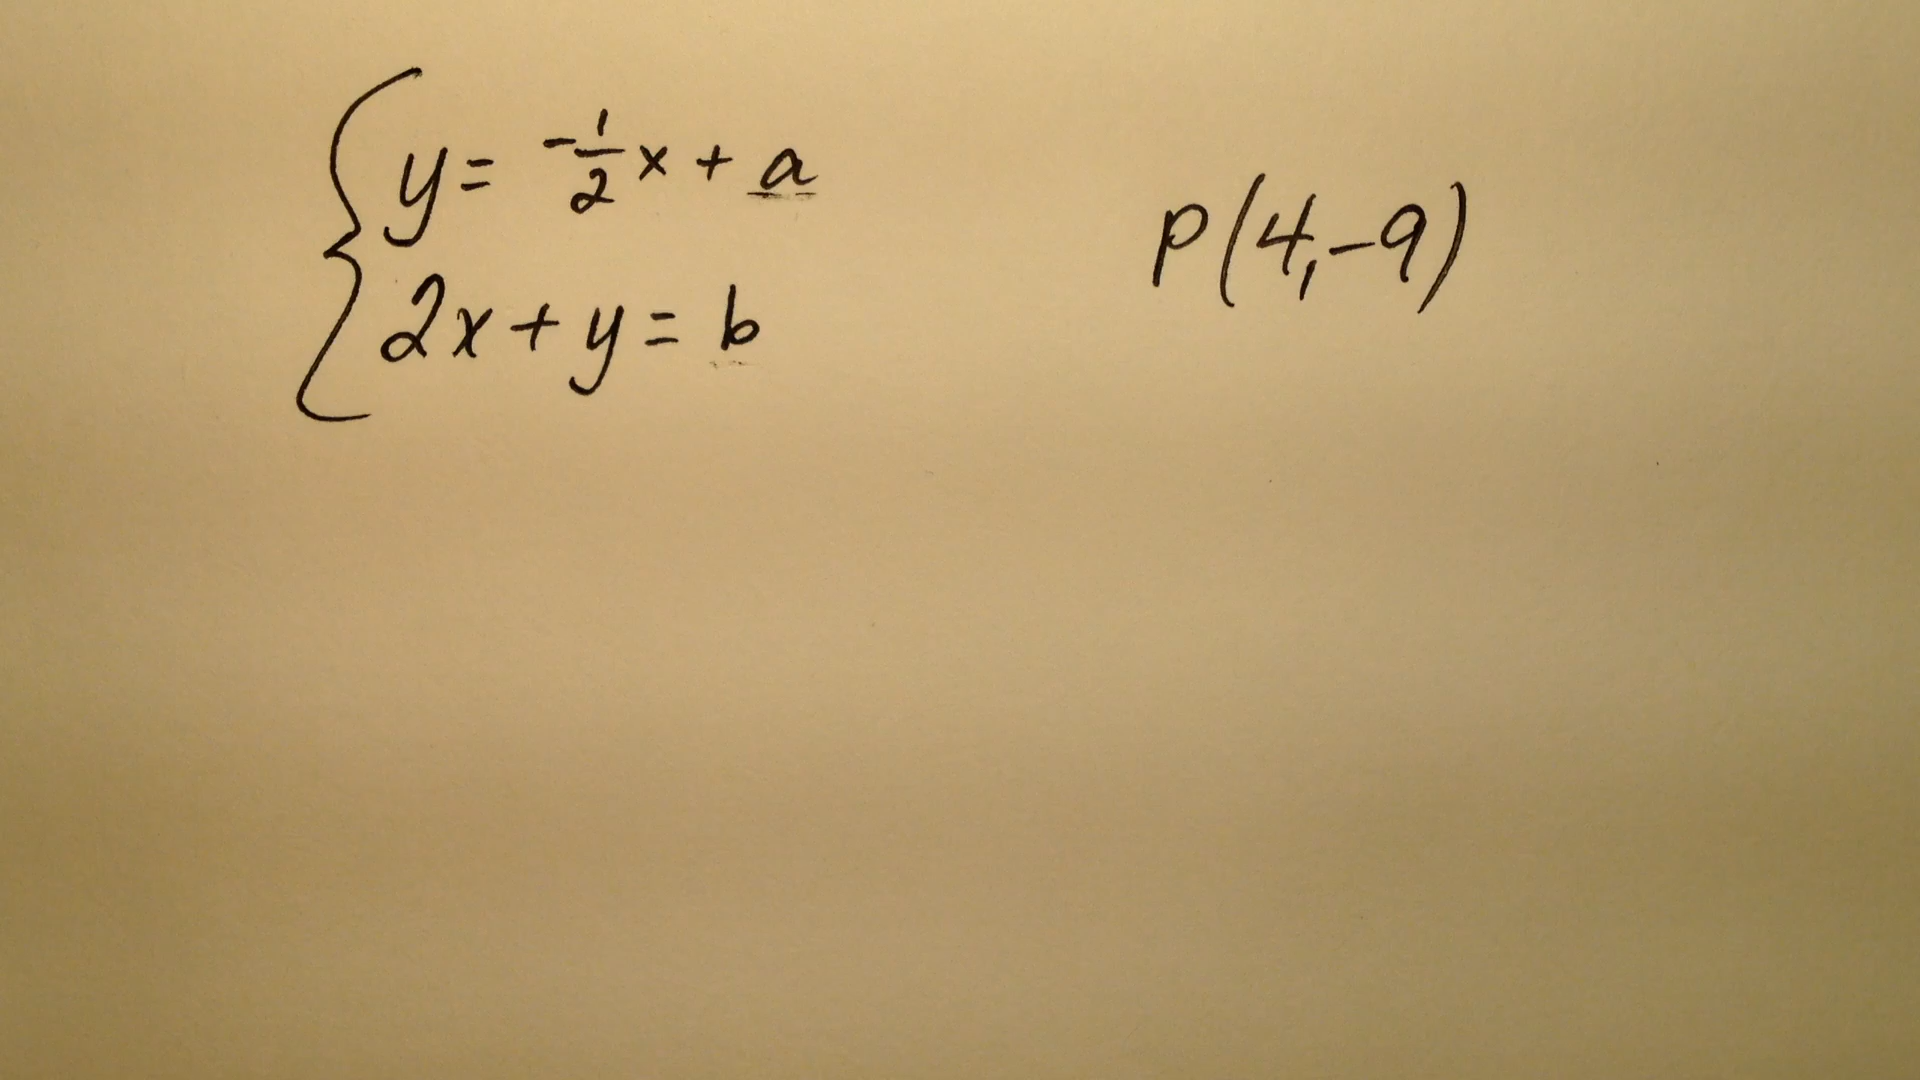 y = -1/2 x + a
2x + y = b
P(4,-9)